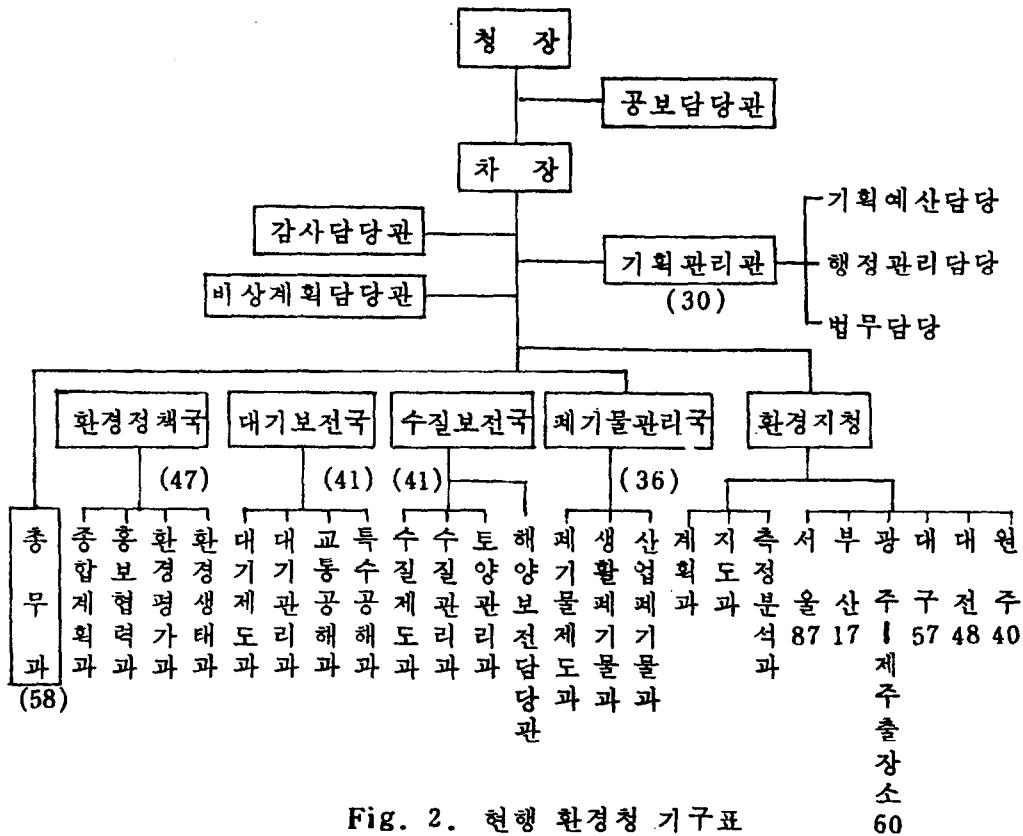 청 장
공보담당관
차 장
감사담당관
기획예산담당
기획관리관
행정관리담당
비상계획담당관
(30)
법무담당
환경정책국
대기보전국
수질보전국
폐기물관리국
환경지청
(47)
(41)
(41)
(36)
총무과
(58)
종합계획과
홍보협력과
환경평가과
환경생태과
대기제도과
대기관리과
교통공해과
특수공해과
수질제도과
수질관리과
토양관리과
해양보전담당관
폐기물제도과
생활폐기물과
산업폐기물과
계획과
지도과
측정분석과
서울 87
부산 17
광주-제주출장소 60
대구 57
대전 48
원주 40
Fig. 2. 현행 환경청 기구표